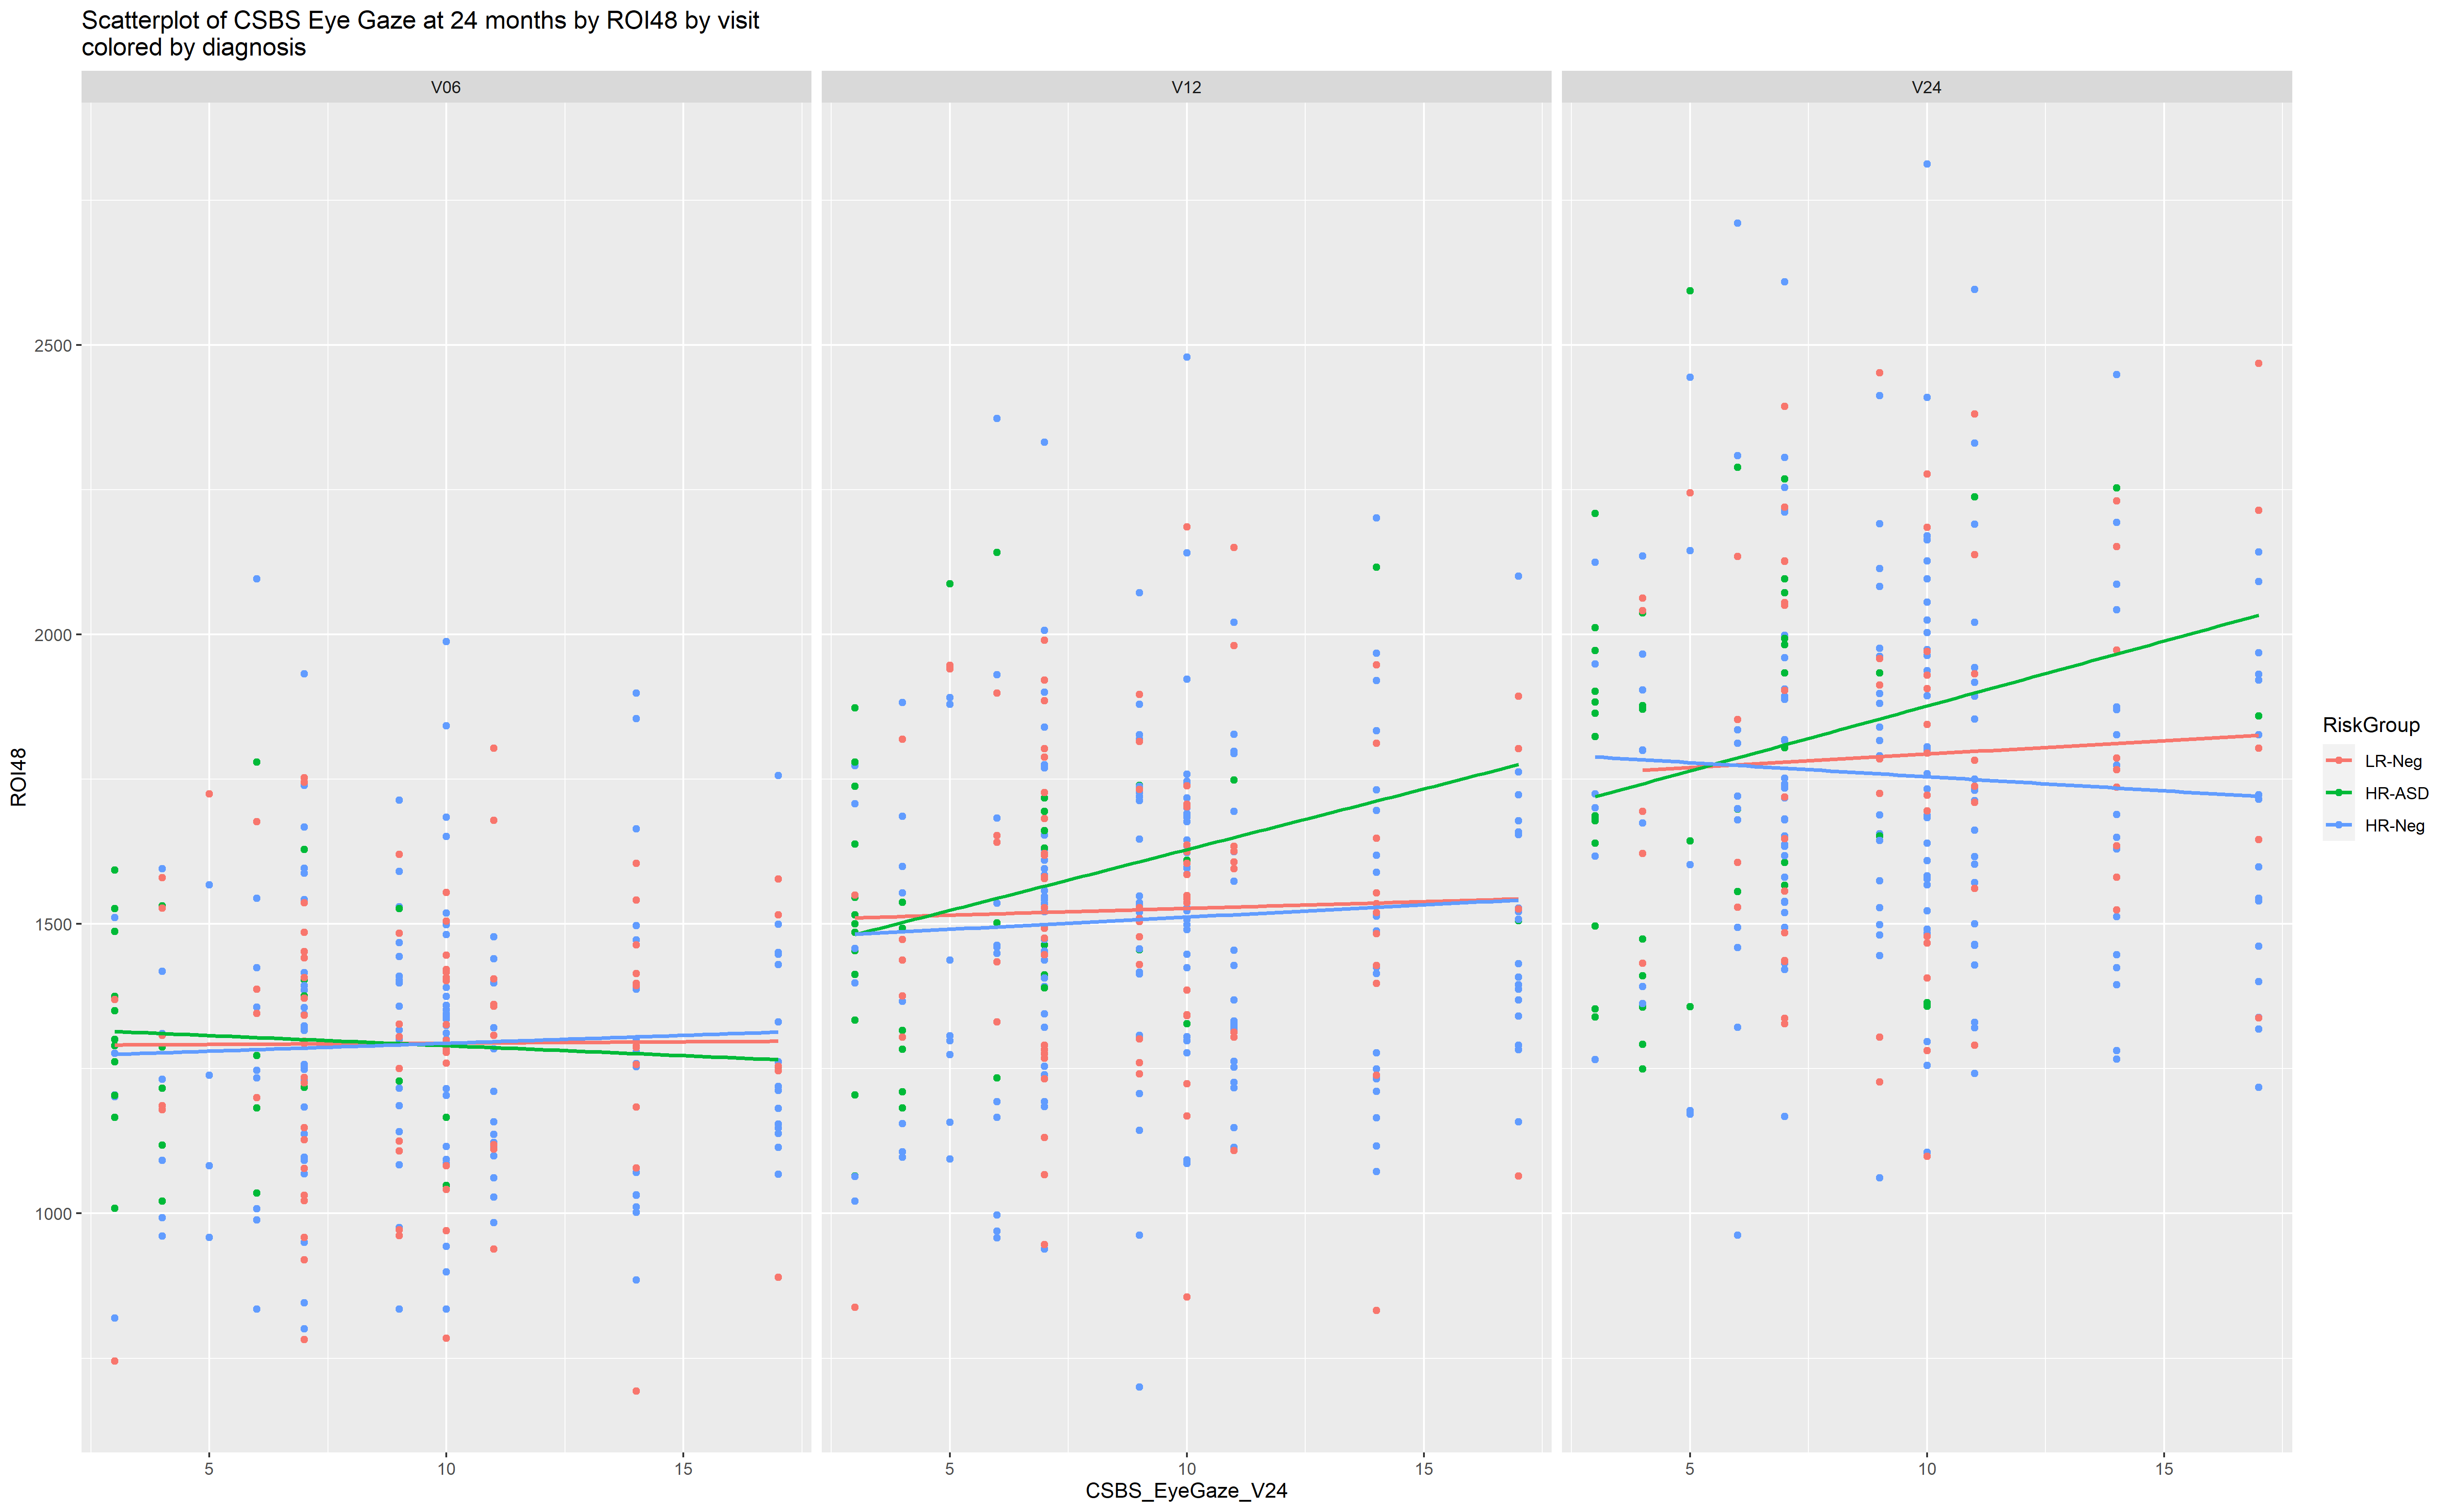 Scatterplot of CSBS Eye Gaze at 24 months by ROI48 by visit
colored by diagnosis
V06
V12
V24
ROI48
2500
2000
1500
1000
5
10
15
5
10
15
5
10
15
CSBS_EyeGaze_V24
RiskGroup
LR-Neg
HR-ASD
HR-Neg